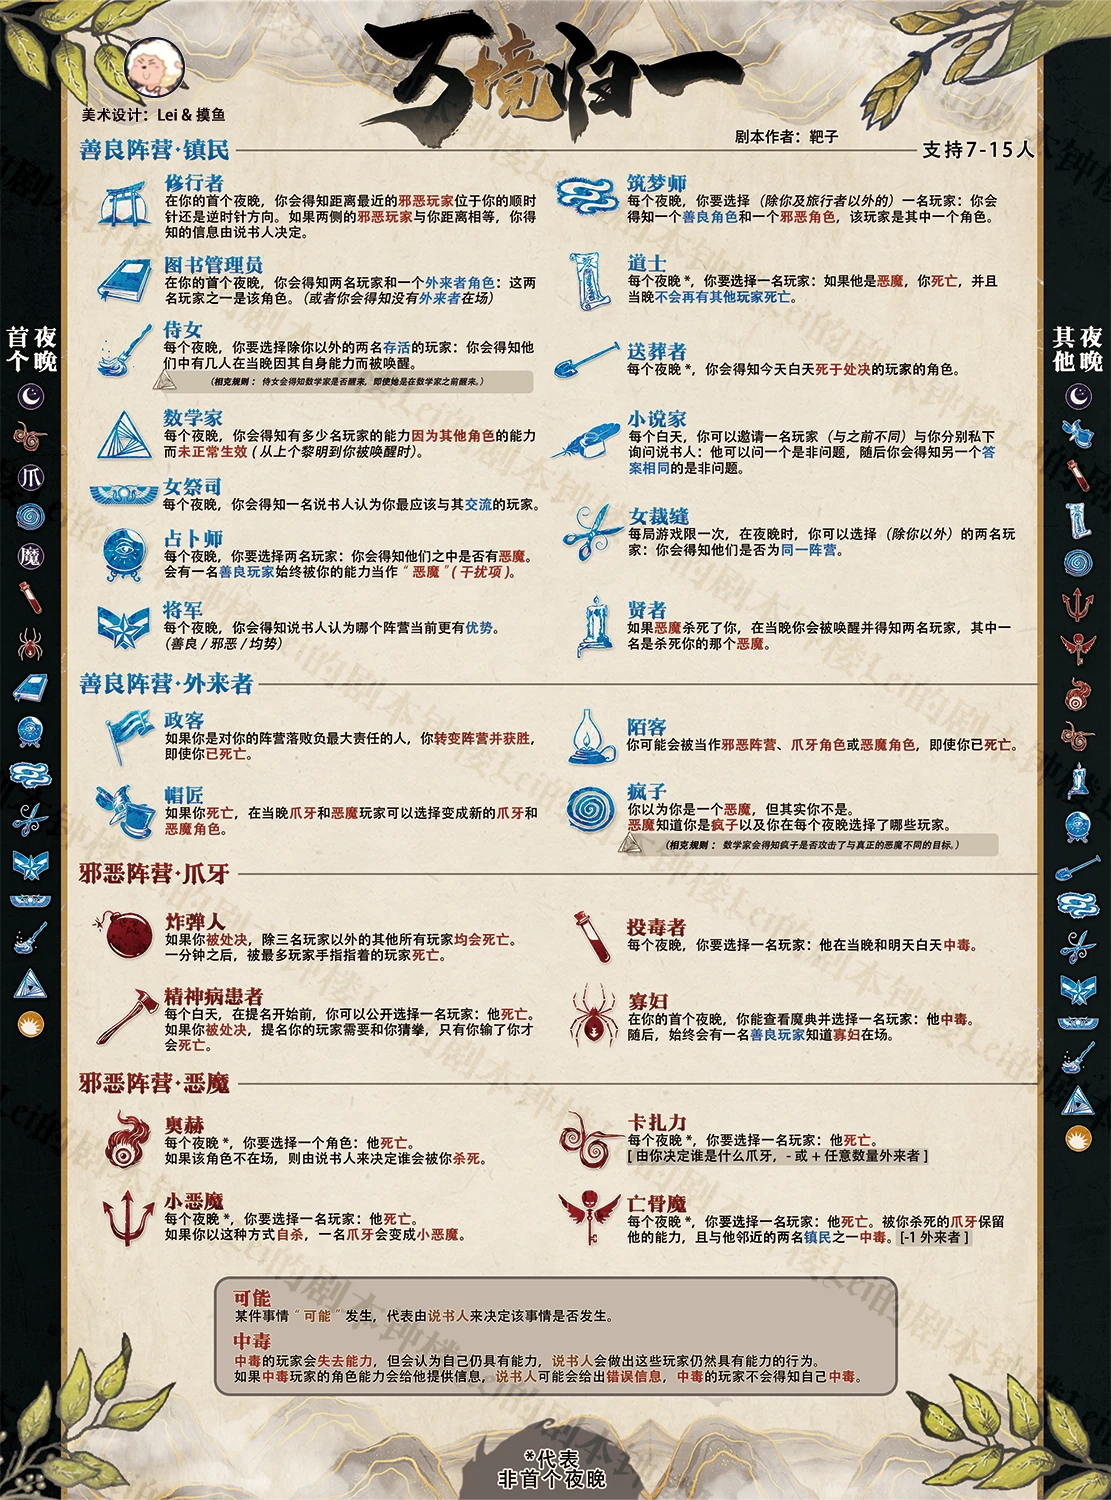 万境归一
美术设计：Lei & 摸鱼
剧本作者：靶子
支持7-15人
善良阵营·镇民
修行者
在你的首个夜晚，你会得知距离最近的邪恶玩家位于你的顺时
针还是逆时针方向。如果两侧的邪恶玩家与你距离相等，你得
知的信息由说书人决定。
图书管理员
在你的首个夜晚，你会得知两名玩家和一个外来者角色：这两
名玩家之一是该角色。（或者你会得知没有外来者在场）
侍女
每个夜晚，你要选择除你以外的两名存活的玩家：你会得知他
们中有几人在当晚因其自身能力而被唤醒。
（相克规则：侍女会得知数学家是否醒来，即使她是在数学家之前醒来。）
数学家
每个夜晚，你会得知有多少名玩家的能力因为其他角色的能力
而未正常生效（从上个黎明到你被唤醒时）。
女祭司
每个夜晚，你会得知一名说书人认为你最应该与其交流的玩家。
占卜师
每个夜晚，你要选择两名玩家：你会得知他们之中是否有恶魔。
会有一名善良玩家始终被你的能力当作“恶魔”（干扰项）。
将军
每个夜晚，你会得知说书人认为哪个阵营当前更有优势。
（善良 / 邪恶 / 均势）
筑梦师
每个夜晚，你要选择（除你及旅行者以外的）一名玩家：你会
得知一个善良角色和一个邪恶角色，该玩家是其中一个角色。
道士
每个夜晚 *，你要选择一名玩家：如果他是恶魔，你死亡，并且
当晚不会再有其他玩家死亡。
送葬者
每个夜晚 *，你会得知今天白天死于处决的玩家的角色。
小说家
每个白天，你可以邀请一名玩家（与之前不同）与你分别私下
询问说书人：他可以问一个是非问题，随后你会得知另一个答
案相同的是非问题。
女裁缝
每局游戏限一次，在夜晚时，你可以选择（除你以外）的两名玩
家：你会得知他们是否为同一阵营。
贤者
如果恶魔杀死了你，在当晚你会被唤醒并得知两名玩家，其中一
名是杀死你的那个恶魔。
善良阵营·外来者
政客
如果你是对你的阵营落败负最大责任的人，你转变阵营并获胜，
即使你已死亡。
帽匠
如果你死亡，在当晚爪牙和恶魔玩家可以选择变成新的爪牙和
恶魔角色。
陌客
你可能会被当作邪恶阵营、爪牙角色或恶魔角色，即使你已死亡。
疯子
你以为你是一个恶魔，但其实你不是。
恶魔知道你是疯子以及你在每个夜晚选择了哪些玩家。
（相克规则：数学家会得知疯子是否攻击了与真正的恶魔不同的目标。）
邪恶阵营·爪牙
炸弹人
如果你被处决，除三名玩家以外的其他所有玩家均会死亡。
一分钟之后，被最多玩家手指指着的玩家死亡。
精神病患者
每个白天，在提名开始前，你可以公开选择一名玩家：他死亡。
如果你被处决，提名你的玩家需要和你猜拳，只有你输了你才
会死亡。
投毒者
每个夜晚，你要选择一名玩家：他在当晚和明天白天中毒。
寡妇
在你的首个夜晚，你能查看魔典并选择一名玩家：他中毒。
随后，始终会有一名善良玩家知道寡妇在场。
邪恶阵营·恶魔
奥赫
每个夜晚 *，你要选择一个角色：他死亡。
如果该角色不在场，则由说书人来决定谁会被你杀死。
小恶魔
每个夜晚 *，你要选择一名玩家：他死亡。
如果你以这种方式自杀，一名爪牙会变成小恶魔。
卡扎力
每个夜晚 *，你要选择一名玩家：他死亡。
[ 由你决定谁是什么爪牙，- 或 + 任意数量外来者 ]
亡骨魔
每个夜晚 *，你要选择一名玩家：他死亡。被你杀死的爪牙保留
他的能力，且与他邻近的两名镇民之一中毒。[-1 外来者 ]
首个夜晚
爪
魔
其他夜晚
可能
某件事情“可能”发生，代表由说书人来决定该事情是否发生。
中毒
中毒的玩家会失去能力，但会认为自己仍具有能力，说书人会做出这些玩家仍然具有能力的行为。
如果中毒玩家的角色能力会给他提供信息，说书人可能会给出错误信息，中毒的玩家不会得知自己中毒。
*代表
非首个夜晚